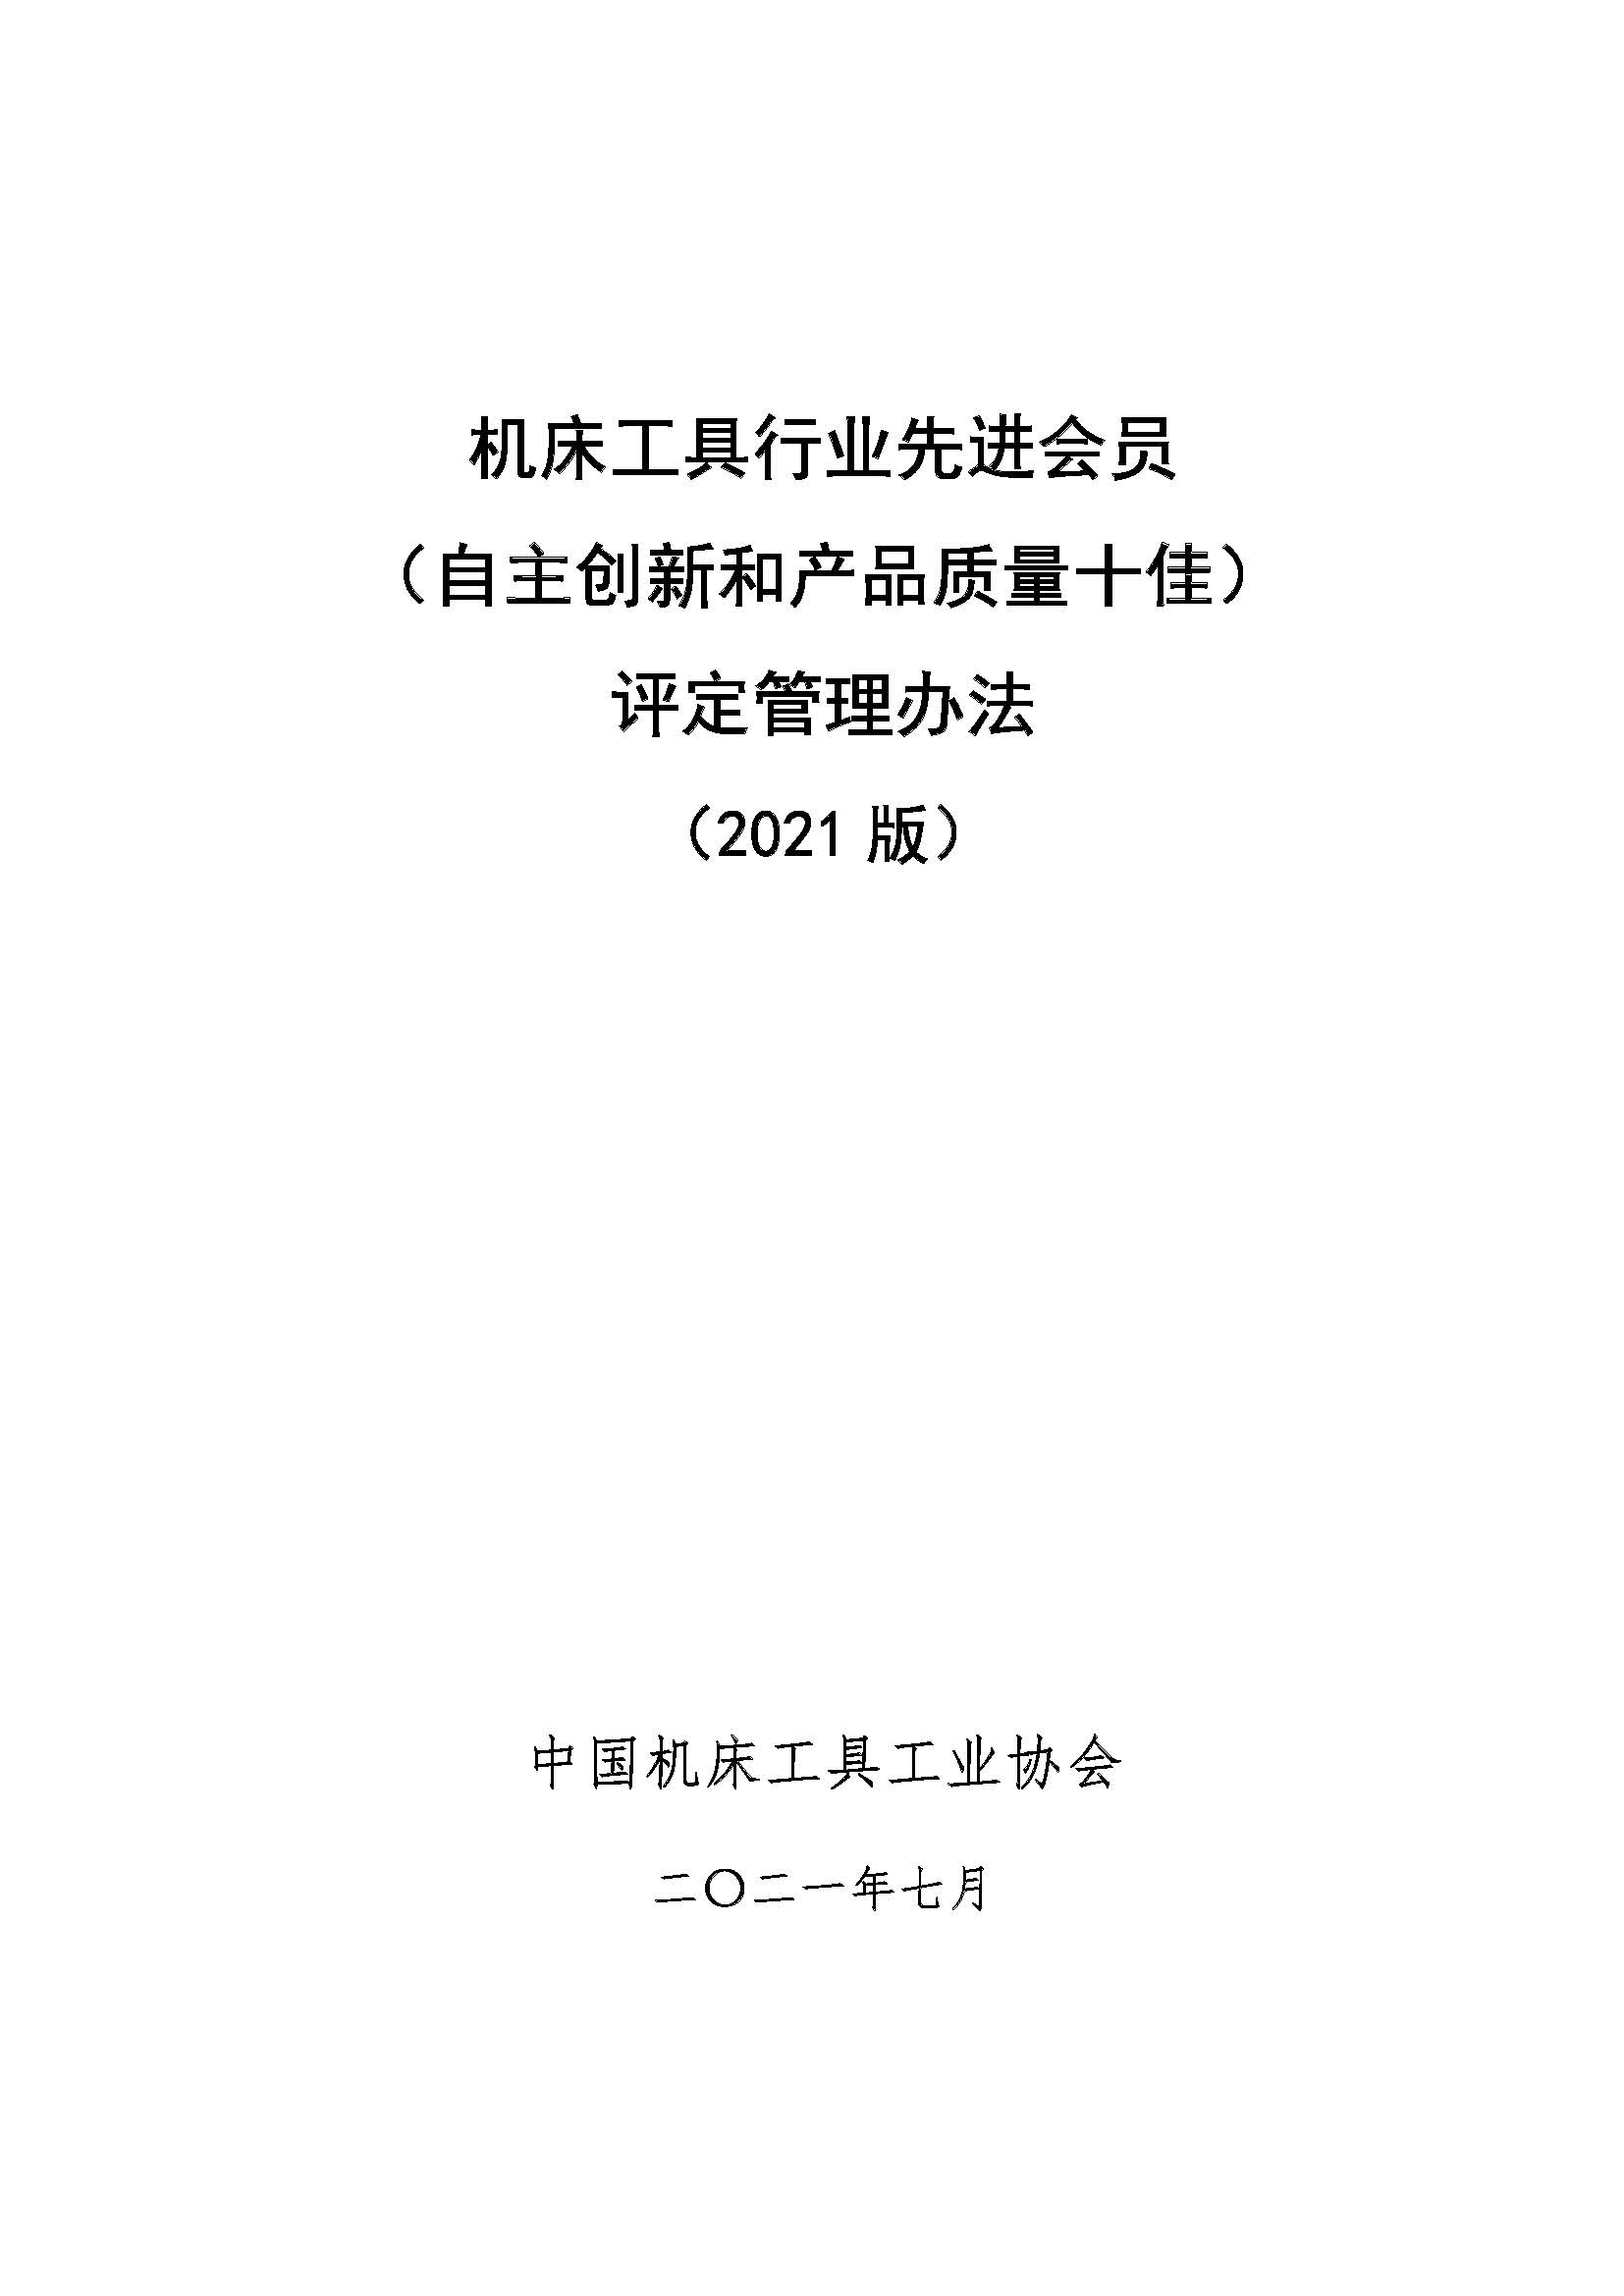 机床工具行业先进会员
（自主创新和产品质量十佳）
评定管理办法
（2021 版）
中国机床工具工业协会
二〇二一年七月